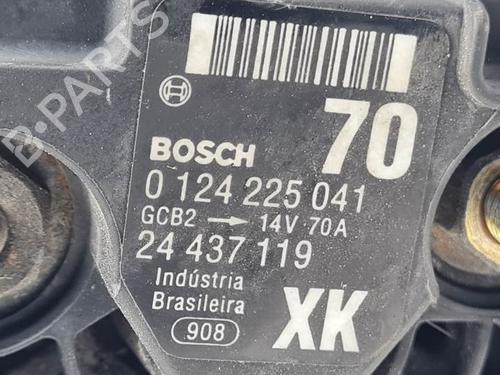 70
BOSCH
0 124 225 041
GCB2 → 14V 70A
24 437 119
Indústria
Brasileira
908
XK
B-PARTS